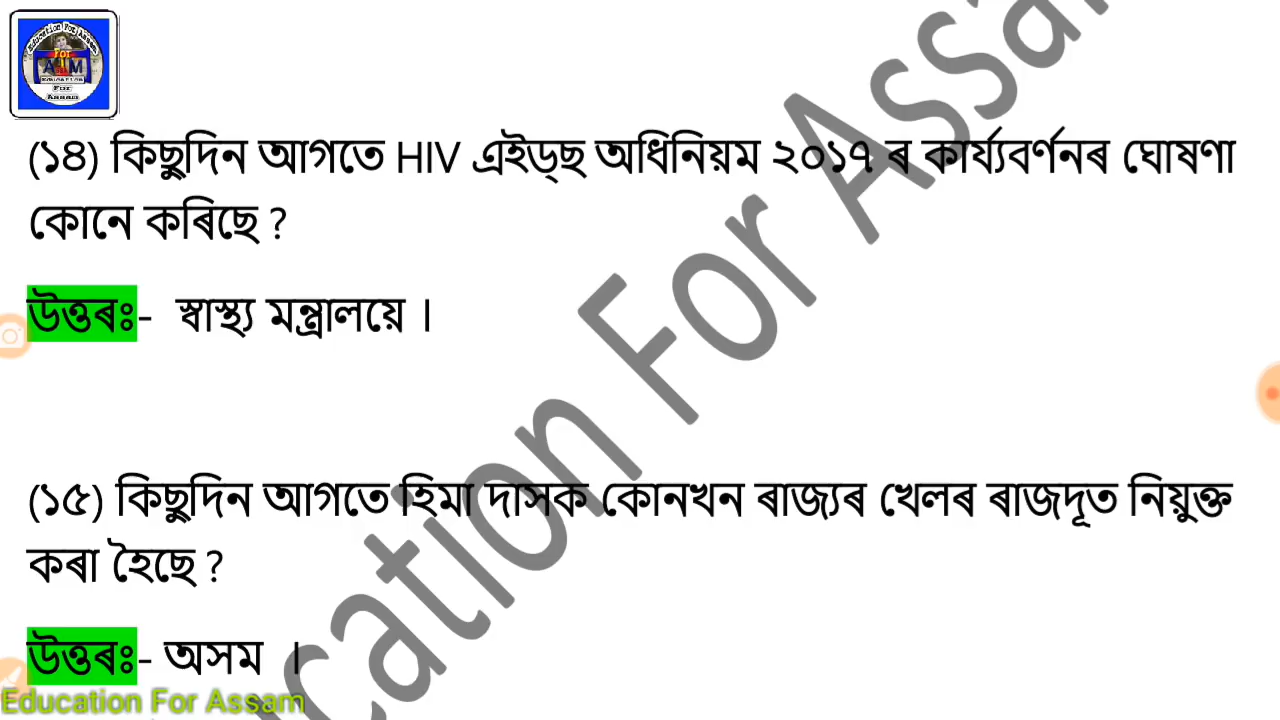 (১৪) কিছুদিন আগতে HIV এইড্ছ অধিনিয়ম ২০১৭ ৰ কাৰ্য্যবৰ্ণনৰ ঘোষণা
কোনে কৰিছে ?
উত্তৰঃ- স্বাস্থ্য মন্ত্ৰালয়ে ।
(১৫) কিছুদিন আগতে হিমা দাসক কোনখন ৰাজ্যৰ খেলৰ ৰাজদূত নিযুক্ত
কৰা হৈছে ?
উত্তৰঃ- অসম ।
Education For Assam